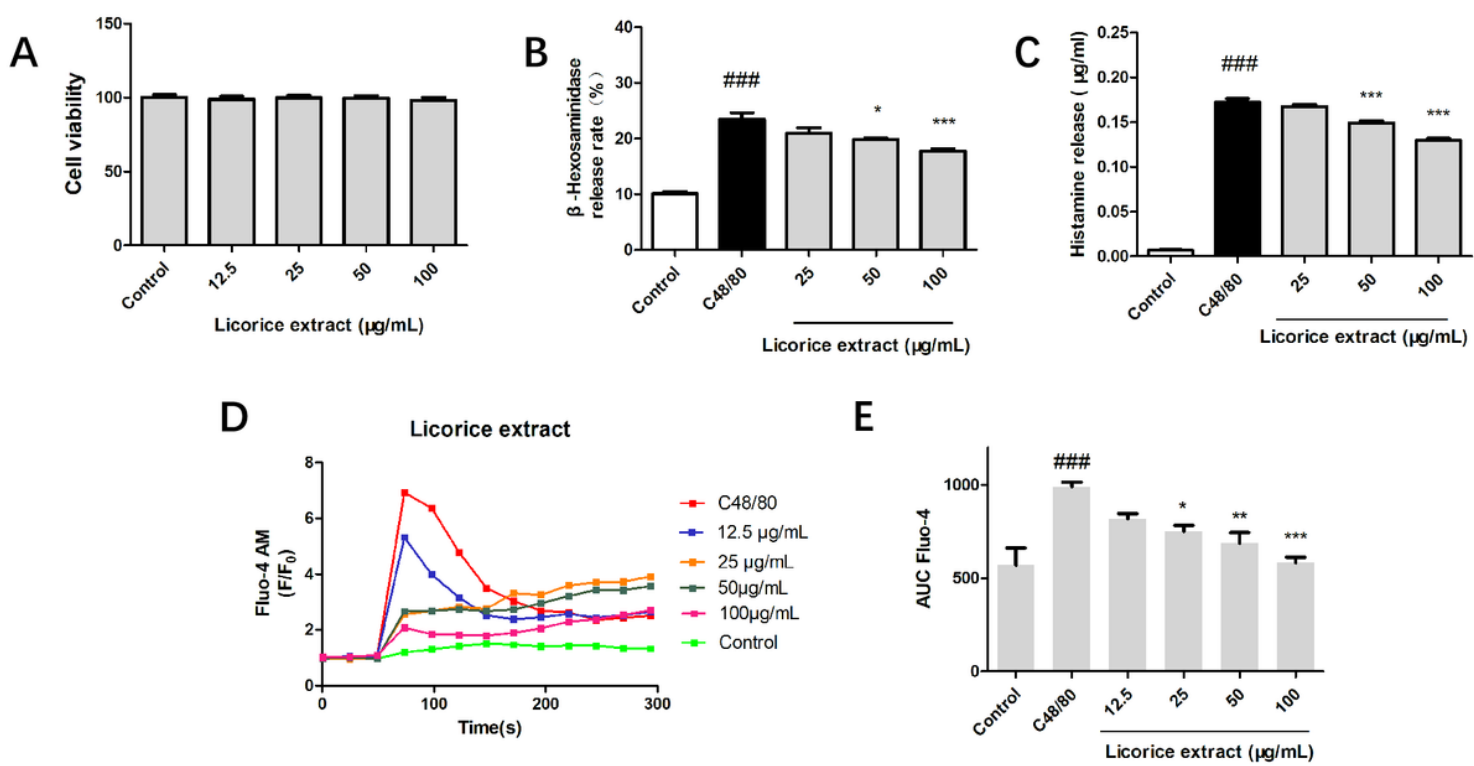 A
Cell viability
150
100
50
0
Control
12.5
25
50
100
Licorice extract (µg/mL)
B
β -Hexosaminidase
release rate (%)
40
30
20
10
0
###
*
***
Control
C48/80
25
50
100
Licorice extract (µg/mL)
C
Histamine release ( µg/ml)
0.25
0.20
0.15
0.10
0.05
0.00
###
***
***
Control
C48/80
25
50
100
Licorice extract (µg/mL)
D
Licorice extract
Fluo-4 AM
(F/F₀)
8
6
4
2
0
0
100
200
300
Time(s)
C48/80
12.5 µg/mL
25 µg/mL
50µg/mL
100µg/mL
Control
E
AUC Fluo-4
1000
500
0
###
*
**
***
Control
C48/80
12.5
25
50
100
Licorice extract (µg/mL)